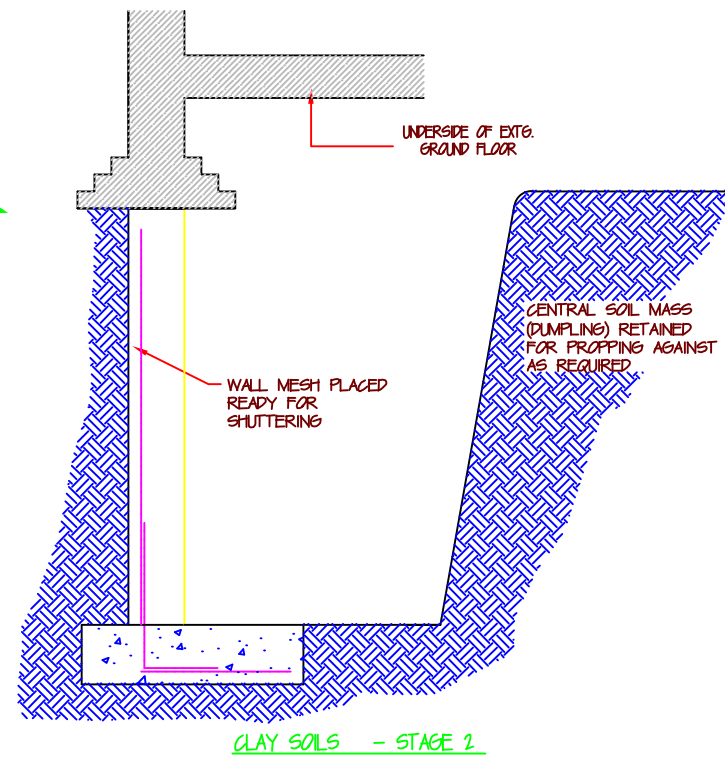 UNDERSIDE OF EXTG.
GROUND FLOOR
CENTRAL SOIL MASS
(DUMPLING) RETAINED
FOR PROPPING AGAINST
AS REQUIRED
WALL MESH PLACED
READY FOR
SHUTTERING
CLAY SOILS - STAGE 2